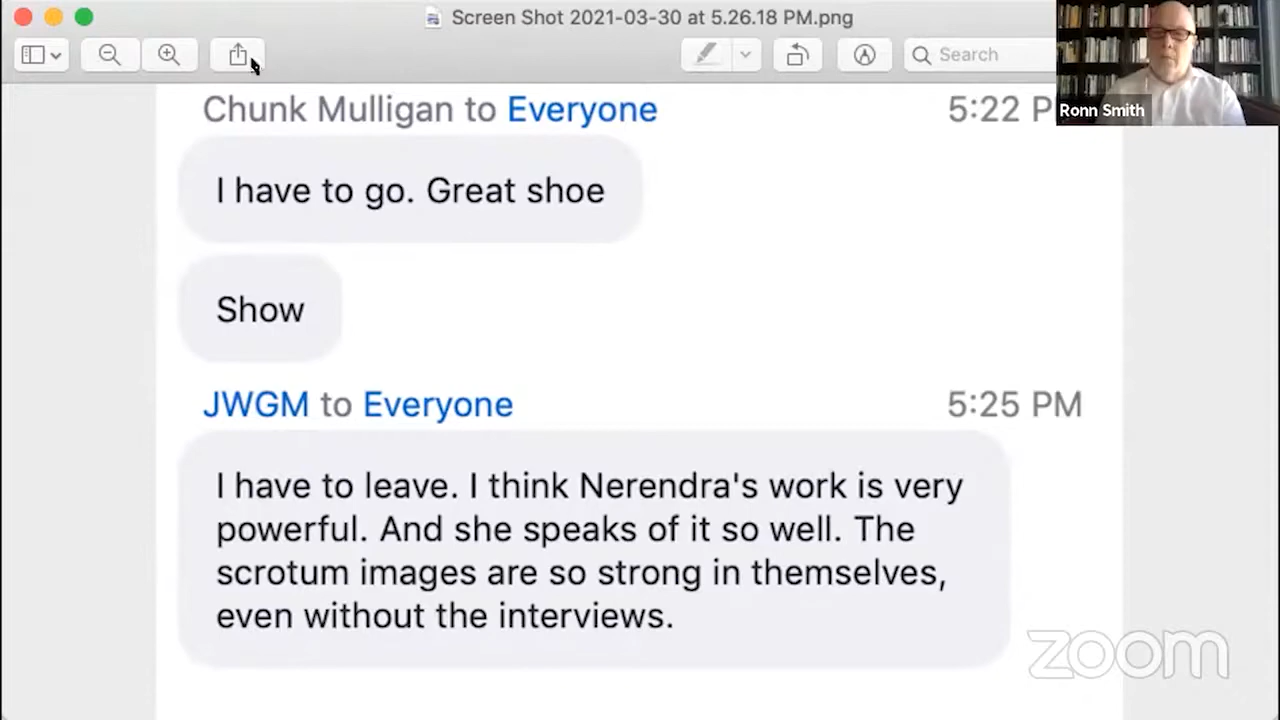 Screen Shot 2021-03-30 at 5.26.18 PM.png
Search
Ronn Smith
Chunk Mulligan to Everyone
5:22 P
I have to go. Great shoe
Show
JWGM to Everyone
5:25 PM
I have to leave. I think Nerendra's work is very
powerful. And she speaks of it so well. The
scrotum images are so strong in themselves,
even without the interviews.
zoom